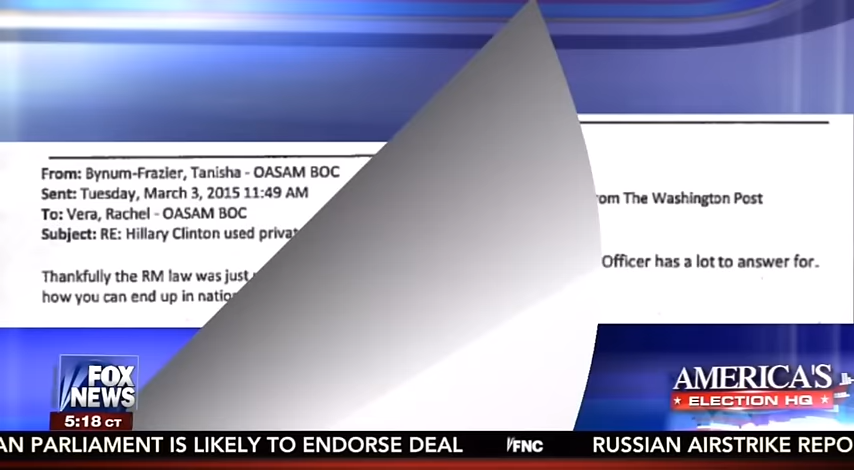 From: Bynum-Frazier, Tanisha - OASAM BOC
Sent: Tuesday, March 3, 2015 11:49 AM
To: Vera, Rachel - OASAM BOC
Subject: RE: Hillary Clinton used privat om The Washington Post
Thankfully the RM law was just Officer has a lot to answer for.
how you can end up in natio
FOX
NEWS
5:18 CT
AMERICA'S
ELECTION HQ
AN PARLIAMENT IS LIKELY TO ENDORSE DEAL FNC RUSSIAN AIRSTRIKE REPO